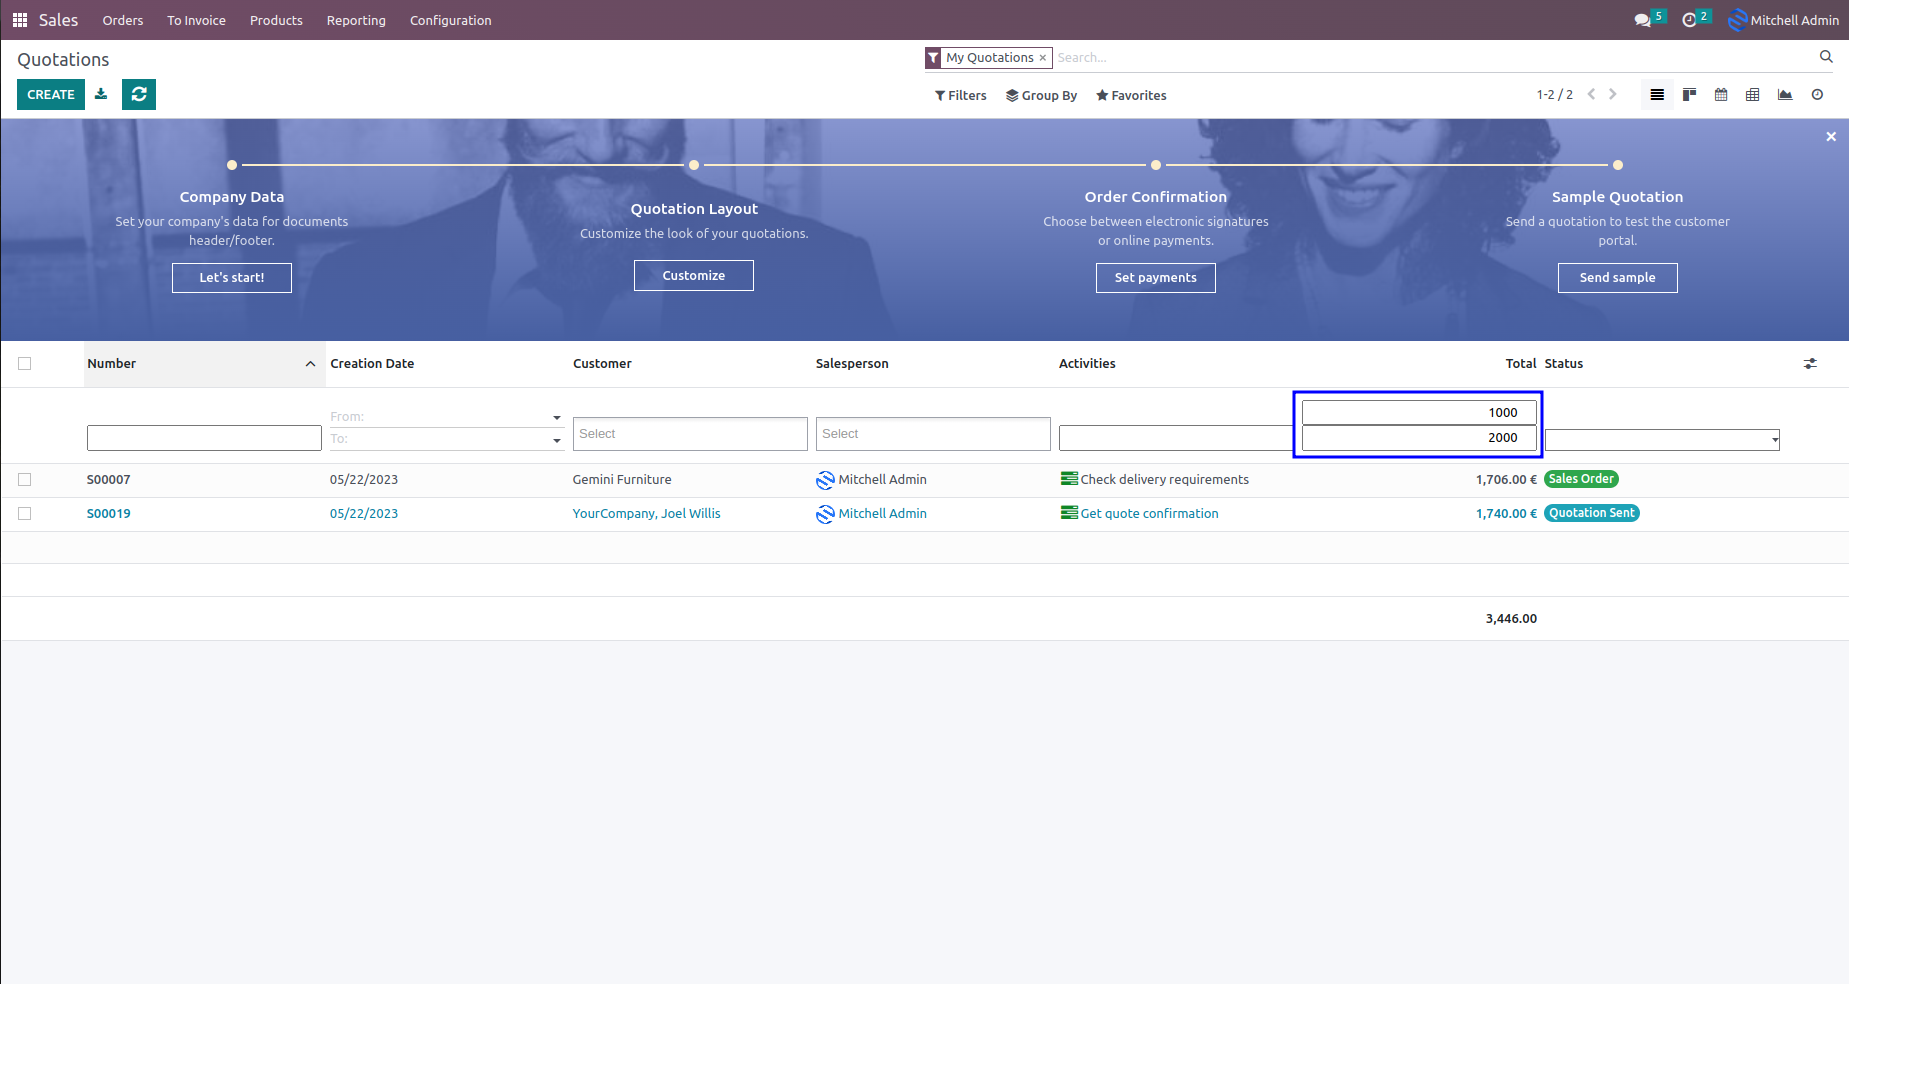 Sales Orders To Invoice Products Reporting Configuration 5 2 Mitchell Admin
Quotations
My Quotations × Search...
CREATE
Filters Group By Favorites 1-2 / 2
×
Company Data
Set your company's data for documents
header/footer.
Let's start!
Quotation Layout
Customize the look of your quotations.
Customize
Order Confirmation
Choose between electronic signatures
or online payments.
Set payments
Sample Quotation
Send a quotation to test the customer
portal.
Send sample
Number Creation Date Customer Salesperson Activities Total Status
From:
To:
Select
Select
1000
2000
S00007 05/22/2023 Gemini Furniture Mitchell Admin Check delivery requirements 1,706.00 € Sales Order
S00019 05/22/2023 YourCompany, Joel Willis Mitchell Admin Get quote confirmation 1,740.00 € Quotation Sent
3,446.00